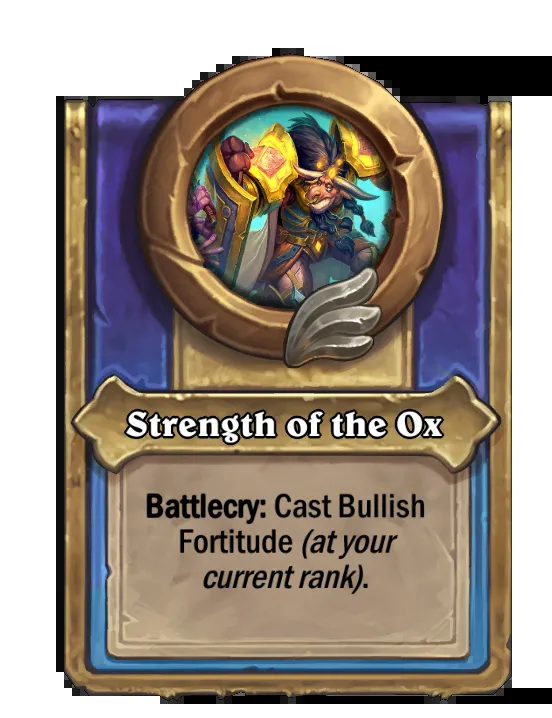 Strength of the Ox
Battlecry: Cast Bullish
Fortitude (at your
current rank).